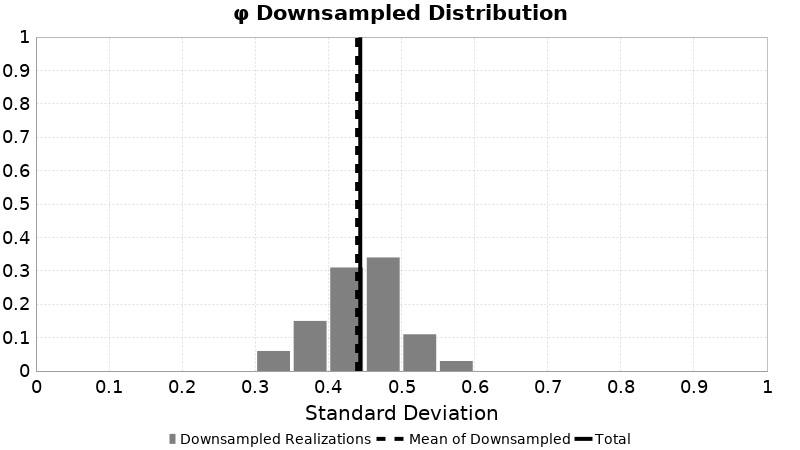 φ Downsampled Distribution
1
0.9
0.8
0.7
0.6
0.5
0.4
0.3
0.2
0.1
0
0 0.1 0.2 0.3 0.4 0.5 0.6 0.7 0.8 0.9 1
Standard Deviation
Downsampled Realizations Mean of Downsampled Total